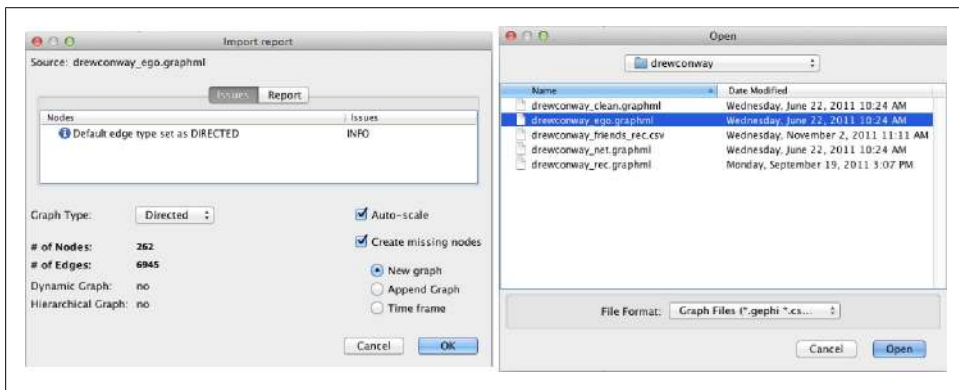 Import report
Source: drewconway_ego.graphml
Issues Report
Nodes Issues
Default edge type set as DIRECTED INFO
Graph Type: Directed
Auto-scale
# of Nodes: 262
Create missing nodes
# of Edges: 6945
New graph
Dynamic Graph: no
Append Graph
Hierarchical Graph: no
Time frame
Cancel OK
Open
drewconway
Name Date Modified
drewconway_clean.graphml Wednesday, June 22, 2011 10:24 AM
drewconway_ego.graphml Wednesday, June 22, 2011 10:24 AM
drewconway_friends_rec.csv Wednesday, November 2, 2011 11:11 AM
drewconway_net.graphml Wednesday, June 22, 2011 10:24 AM
drewconway_rec.graphml Monday, September 19, 2011 3:07 PM
File Format: Graph Files (*.gephi *.cs...
Cancel Open